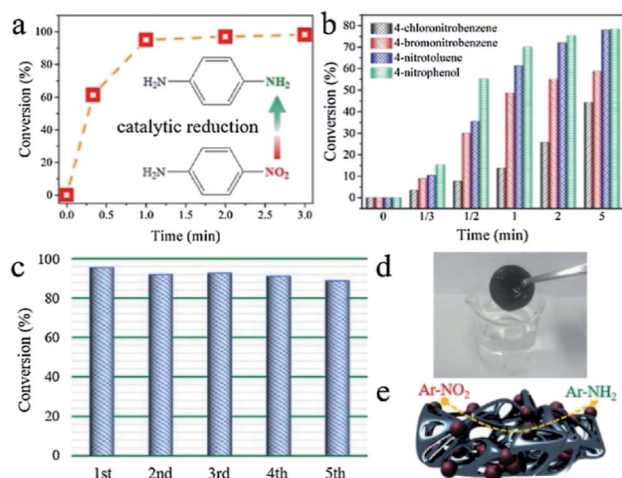 a
Conversion (%)
100
80
60
40
20
0
H₂N
NH₂
catalytic reduction
H₂N
NO₂
0.0 0.5 1.0 1.5 2.0 2.5 3.0
Time (min)
b
Conversion (%)
80
70
60
50
40
30
20
10
0
4-chloronitrobenzene
4-bromonitrobenzene
4-nitrotoluene
4-nitrophenol
0 1/3 1/2 1 2 5
Time (min)
c
Conversion (%)
100
80
60
40
20
0
1st 2nd 3rd 4th 5th
d
e
Ar-NO₂
Ar-NH₂